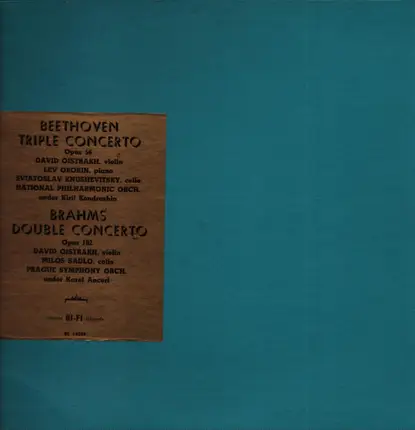 BEETHOVEN
TRIPLE CONCERTO
Opus 56
DAVID OISTRAKH, violin
LEV OBORIN, piano
SVIATOSLAV KNUSHEVITSKY, cello
NATIONAL PHILHARMONIC ORCH.
under Kiril Kondrashin
BRAHMS
DOUBLE CONCERTO
Opus 102
DAVID OISTRAKH, violin
MILOS SADLO, cello
PRAGUE SYMPHONY ORCH.
under Karel Ancerl
HI-FI